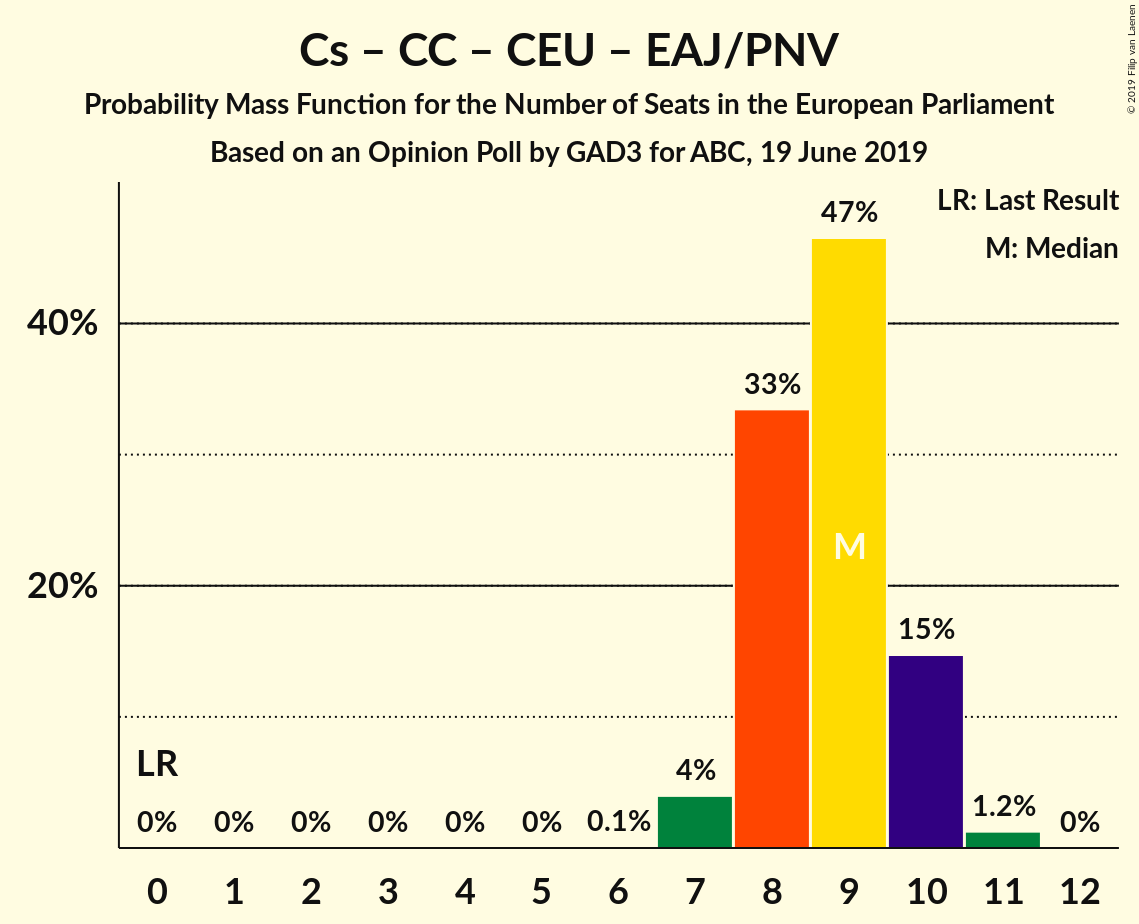 Cs – CC – CEU – EAJ/PNV
Probability Mass Function for the Number of Seats in the European Parliament
Based on an Opinion Poll by GAD3 for ABC, 19 June 2019
© 2019 Filip van Laenen
LR: Last Result
M: Median
47%
40%
33%
M
20%
15%
LR
4%
0% 0% 0% 0% 0% 0% 0.1% 1.2% 0%
0 1 2 3 4 5 6 7 8 9 10 11 12